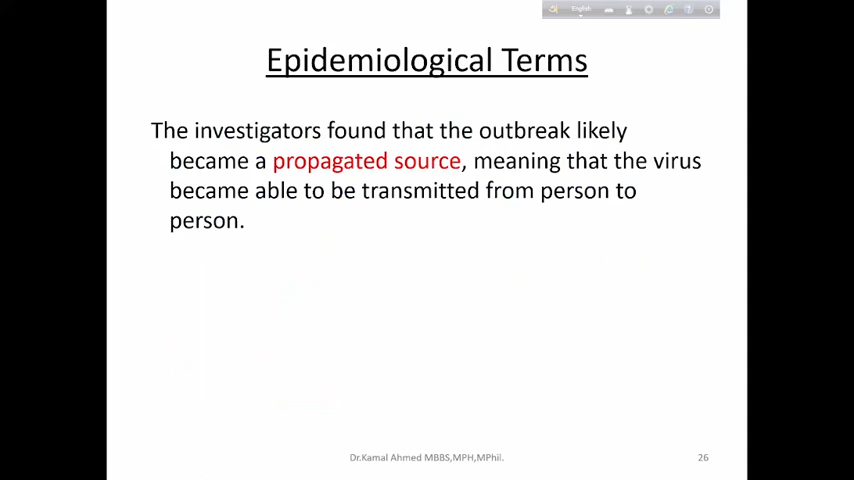 English
Epidemiological Terms
The investigators found that the outbreak likely
became a propagated source, meaning that the virus
became able to be transmitted from person to
person.
Dr.Kamal Ahmed MBBS,MPH,MPhil.
26